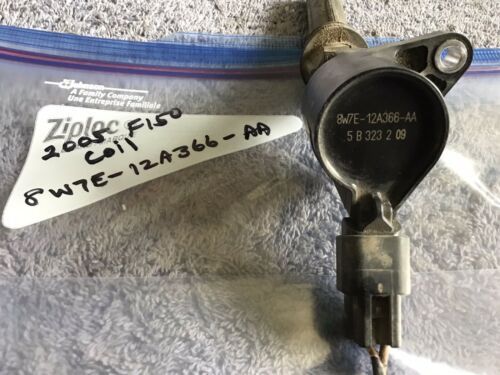 Johnson
A Family Company
Une Entreprise Familiale
Ziploc
2005 F150
COIL
8W7E-12A366-AA
8W7E-12A366-AA
5 B 323 2 09